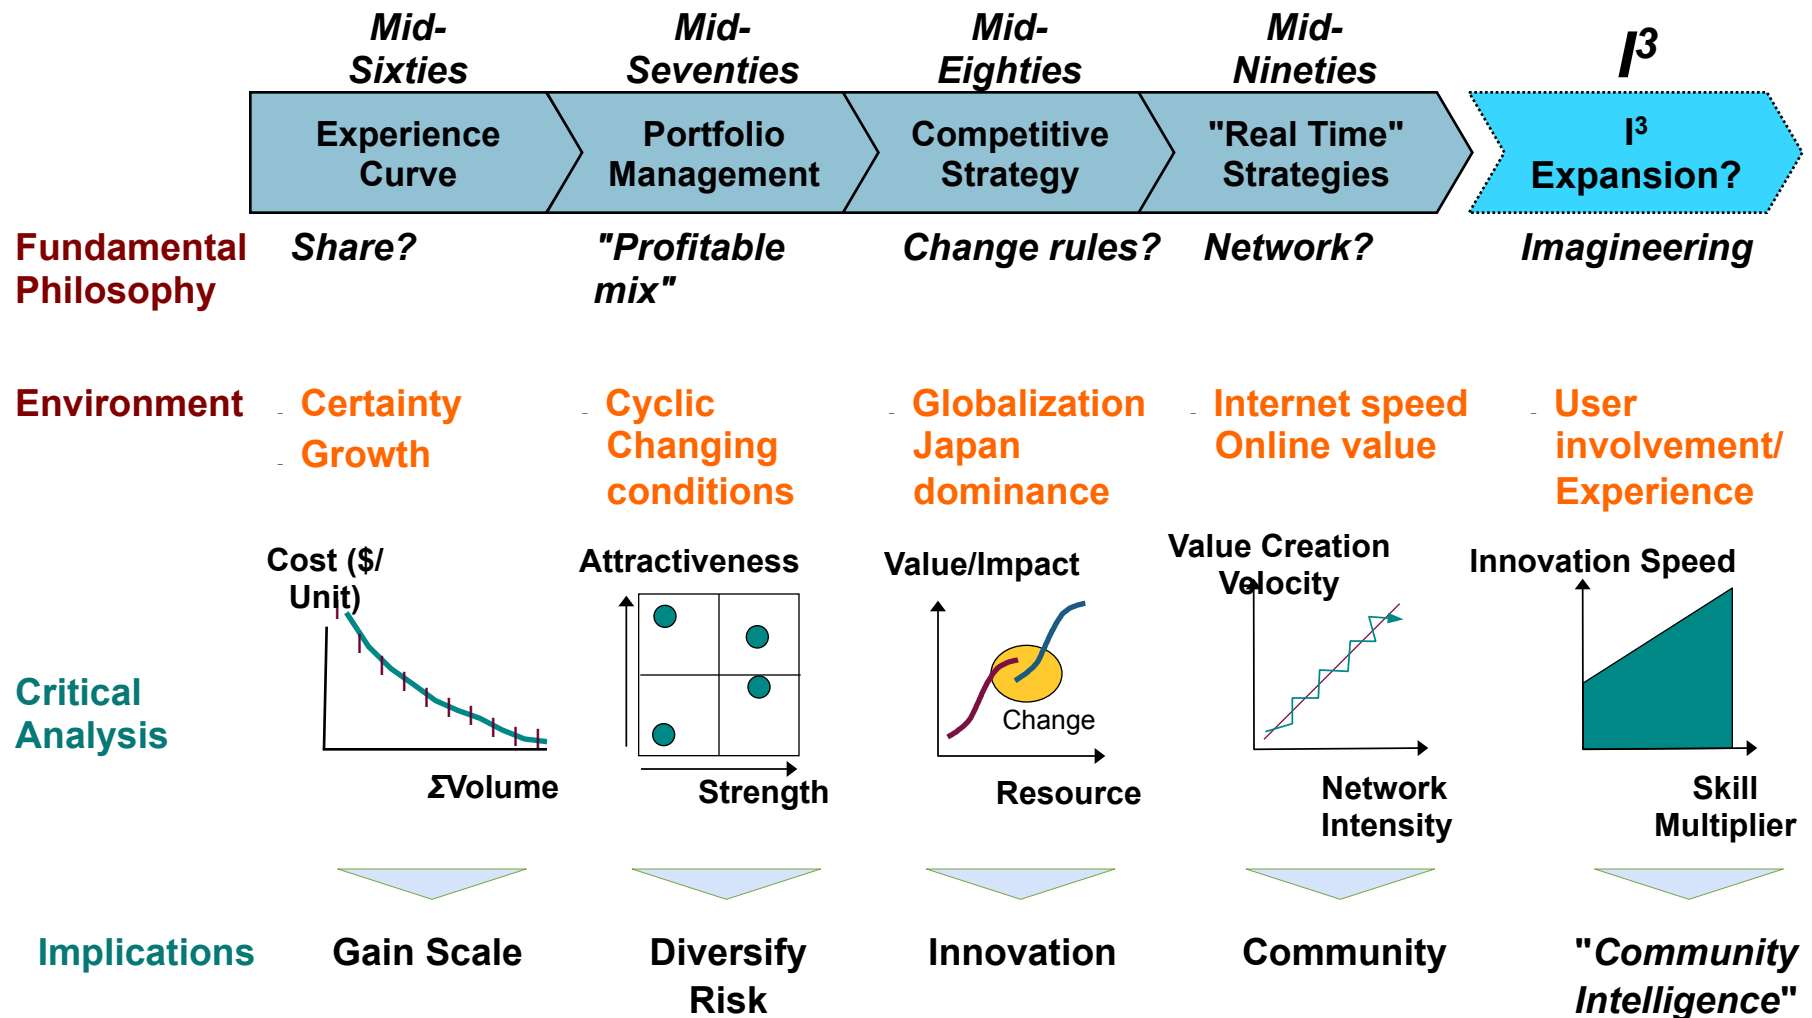 Mid-
Sixties
Mid-
Seventies
Mid-
Eighties
Mid-
Nineties
I³
Experience
Curve
Portfolio
Management
Competitive
Strategy
"Real Time"
Strategies
I³
Expansion?
Fundamental
Philosophy
Share?
"Profitable
mix"
Change rules?
Network?
Imagineering
Environment
- Certainty
- Growth
- Cyclic
Changing
conditions
- Globalization
Japan
dominance
- Internet speed
Online value
- User
involvement/
Experience
Critical
Analysis
Cost ($/
Unit)
ΣVolume
Attractiveness
Strength
Value/Impact
Change
Resource
Value Creation
Velocity
Network
Intensity
Innovation Speed
Skill
Multiplier
Implications
Gain Scale
Diversify
Risk
Innovation
Community
"Community
Intelligence"